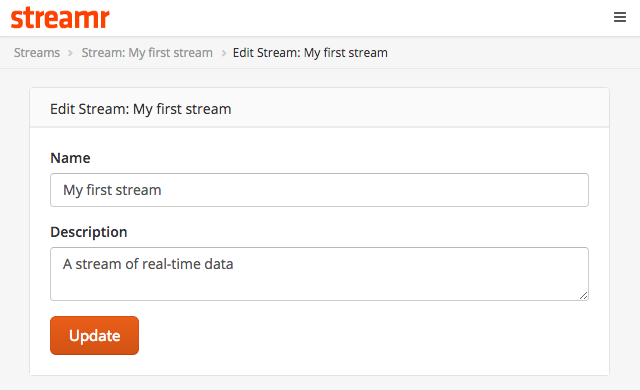 streamr
Streams > Stream: My first stream > Edit Stream: My first stream
Edit Stream: My first stream
Name
My first stream
Description
A stream of real-time data
Update